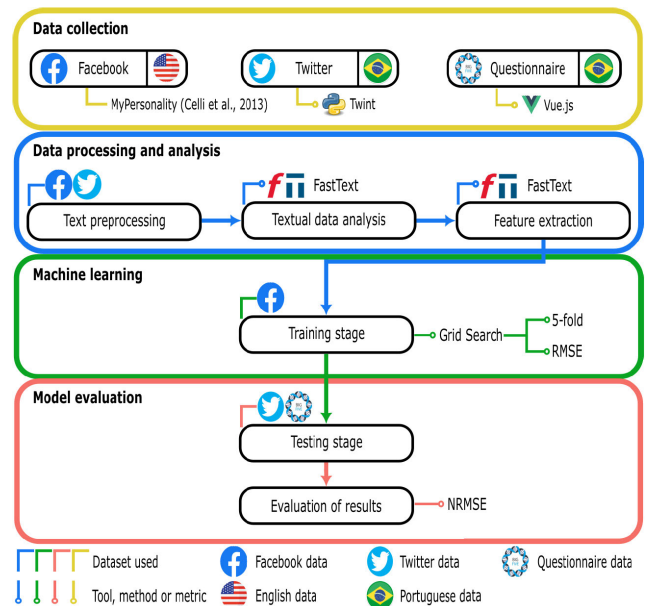 Data collection
Facebook
Twitter
Questionnaire
MyPersonality (Celli et al., 2013)
Twint
Vue.js
Data processing and analysis
FastText
FastText
Text preprocessing
Textual data analysis
Feature extraction
Machine learning
Training stage
Grid Search
5-fold
RMSE
Model evaluation
Testing stage
Evaluation of results
NRMSE
Dataset used
Facebook data
Twitter data
Questionnaire data
Tool, method or metric
English data
Portuguese data